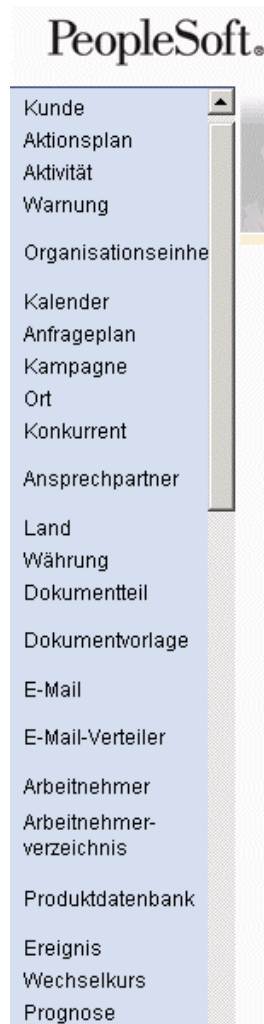 PeopleSoft®
Kunde
Aktionsplan
Aktivität
Warnung
Organisationseinhe
Kalender
Anfrageplan
Kampagne
Ort
Konkurrent
Ansprechpartner
Land
Währung
Dokumentteil
Dokumentvorlage
E-Mail
E-Mail-Verteiler
Arbeitnehmer
Arbeitnehmer-
verzeichnis
Produktdatenbank
Ereignis
Wechselkurs
Prognose